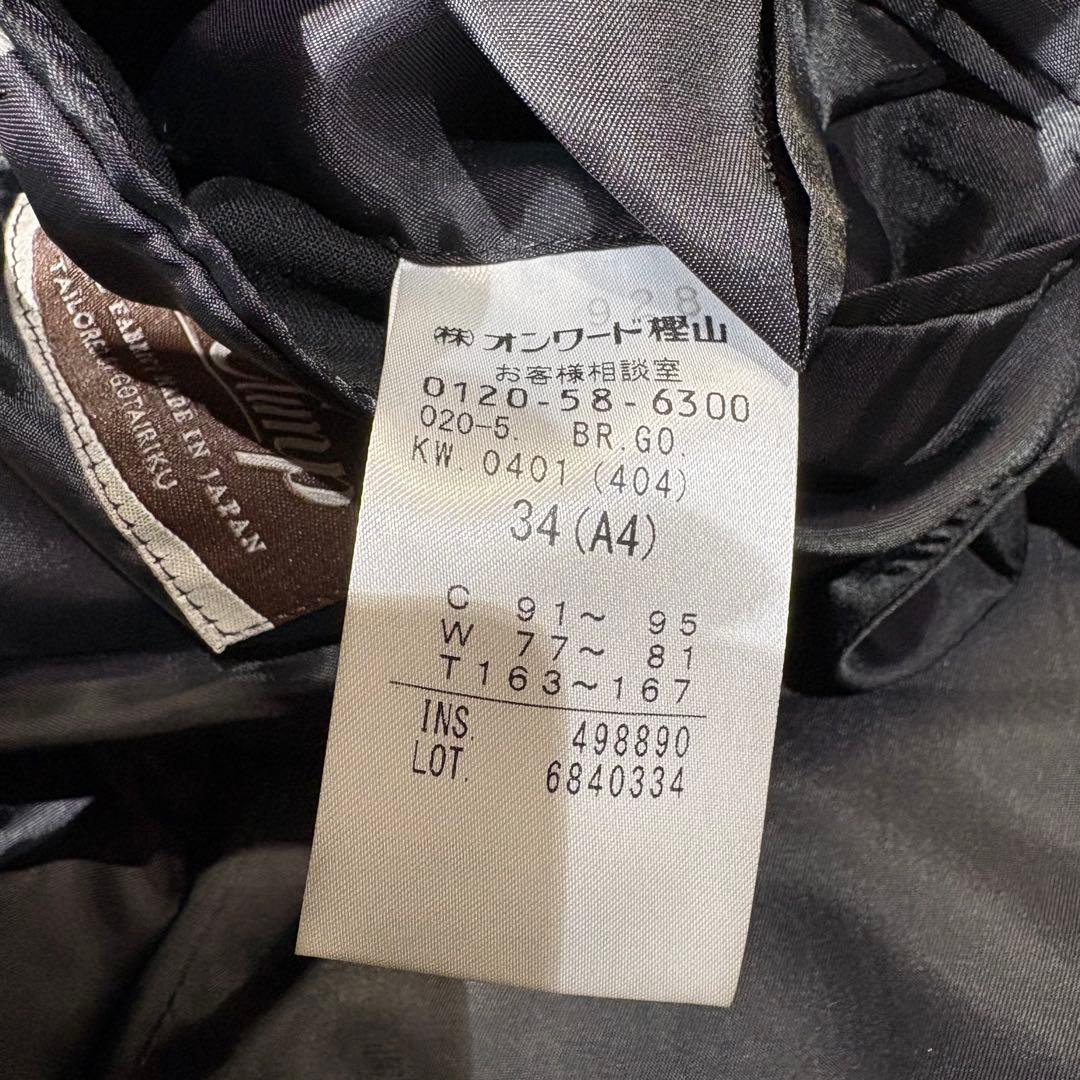 928
(株)オンワード樫山
お客様相談室
0120-58-6300
020-5. BR.GO.
KW. 0401 (404)
34(A4)
C 91~ 95
W 77~ 81
T163~167
INS. 498890
LOT. 6840334
MADE IN JAPAN
GOTAIRIKU